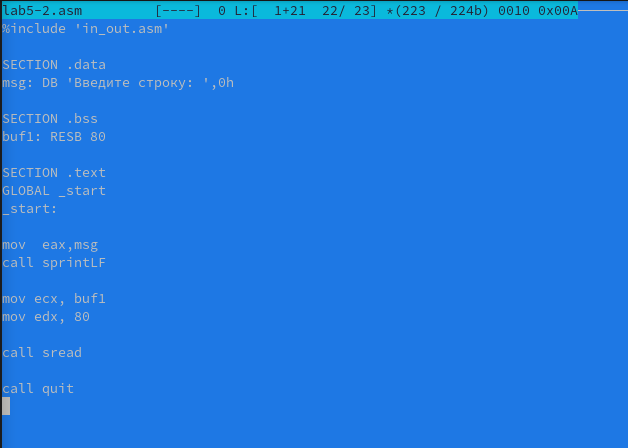 lab5-2.asm [----] 0 L:[ 1+21 22/ 23] *(223 / 224b) 0010 0x00A
%include 'in_out.asm'
SECTION .data
msg: DB 'Введите строку: ',0h
SECTION .bss
buf1: RESB 80
SECTION .text
GLOBAL _start
_start:
mov  eax,msg
call sprintLF
mov ecx, buf1
mov edx, 80
call sread
call quit